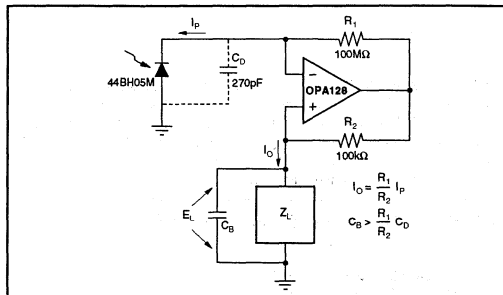 I_P
R_1
100MΩ
C_D
270pF
44BH05M
−
OPA128
+
R_2
100kΩ
I_O
E_L
C_B
Z_L
I_O = R_1/R_2 I_P
C_B > R_1/R_2 C_D